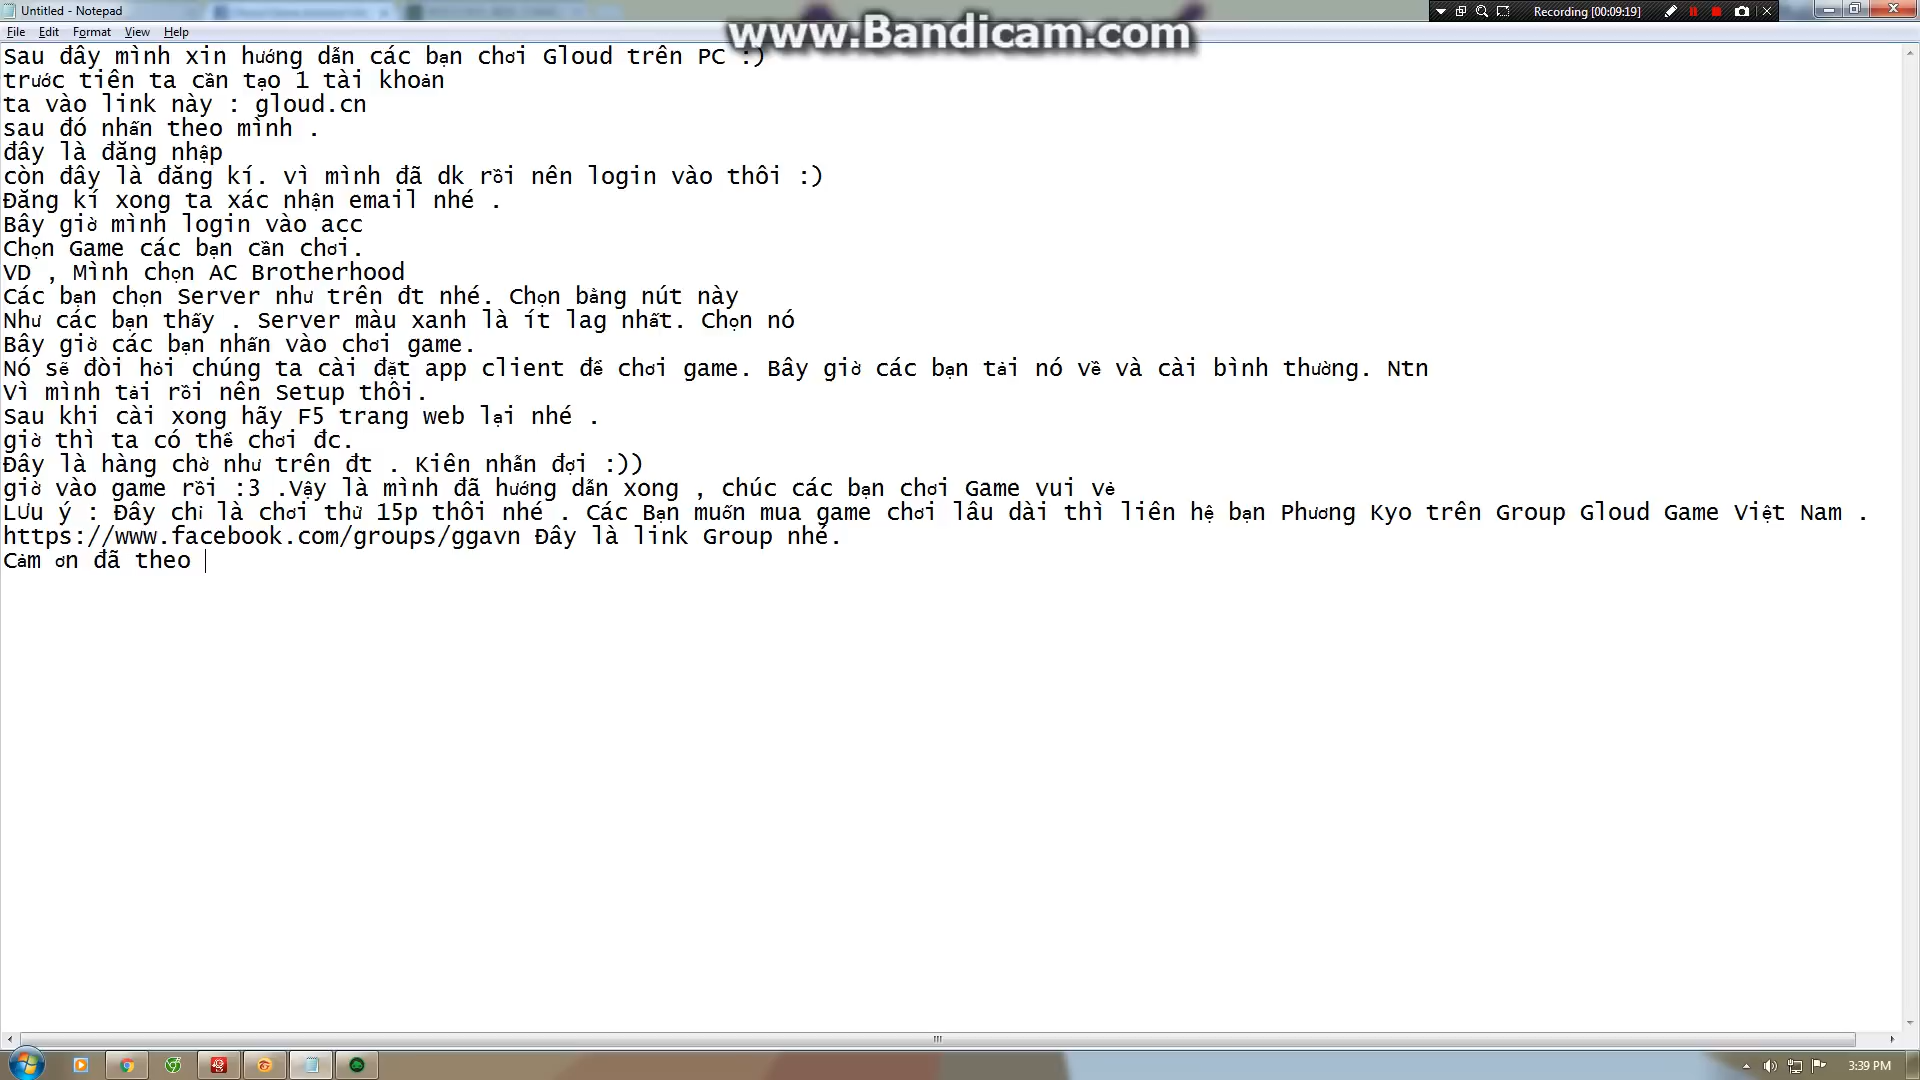 Untitled - Notepad
www.Bandicam.com
Recording [00:09:19]
File Edit Format View Help
Sau đây mình xin hướng dẫn các bạn chơi Gloud trên PC :)
trước tiên ta cần tạo 1 tài khoản
ta vào link này : gloud.cn
sau đó nhấn theo mình .
đây là đăng nhập
còn đây là đăng kí. vì mình đã dk rồi nên login vào thôi :)
Đăng kí xong ta xác nhận email nhé .
Bây giờ mình login vào acc
Chọn Game các bạn cần chơi.
VD , Mình chọn AC Brotherhood
Các bạn chọn Server như trên đt nhé. Chọn bằng nút này
Như các bạn thấy . Server màu xanh là ít lag nhất. Chọn nó
Bây giờ các bạn nhấn vào chơi game.
Nó sẽ đòi hỏi chúng ta cài đặt app client để chơi game. Bây giờ các bạn tải nó về và cài bình thường. Ntn
Vì mình tải rồi nên Setup thôi.
Sau khi cài xong hãy F5 trang web lại nhé .
giờ thì ta có thể chơi đc.
Đây là hàng chờ như trên đt . Kiên nhẫn đợi :))
giờ vào game rồi :3 .Vậy là mình đã hướng dẫn xong , chúc các bạn chơi Game vui vẻ
LƯu ý : Đây chỉ là chơi thử 15p thôi nhé . Các Bạn muốn mua game chơi lâu dài thì liên hệ bạn Phương Kyo trên Group Gloud Game Việt Nam .
https://www.facebook.com/groups/ggavn Đây là link Group nhé.
Cảm ơn đã theo
3:39 PM